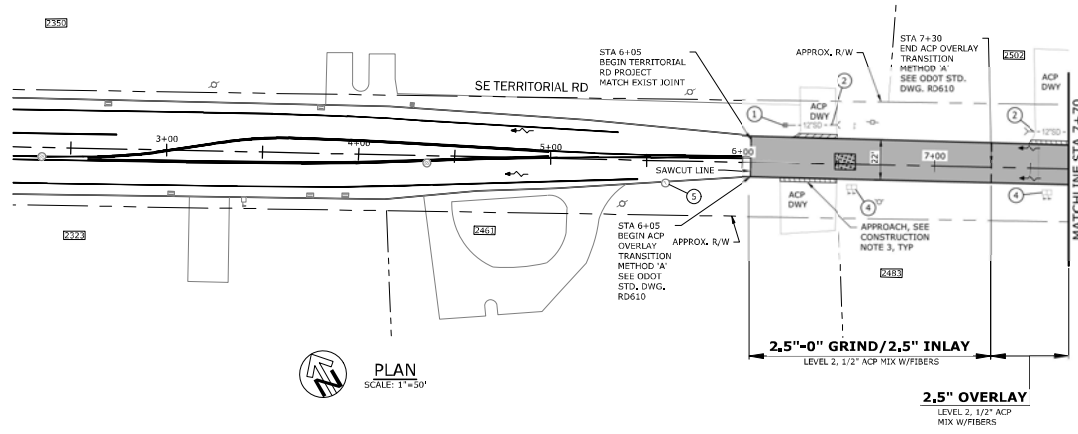 2350
STA 7+30
END ACP OVERLAY
TRANSITION
METHOD 'A'
SEE ODOT STD.
DWG. RD610
STA 6+05
BEGIN TERRITORIAL
RD PROJECT
MATCH EXIST JOINT
APPROX. R/W
2502
ACP
DWY
SE TERRITORIAL RD
ACP
DWY
2
1
12"SD
2
12"SD
3+00
4+00
5+00
6+00
7+00
22'
SAWCUT LINE
MATCHLINE STA 7+70
5
ACP
DWY
4
4
2323
2461
STA 6+05
BEGIN ACP
OVERLAY
TRANSITION
METHOD 'A'
SEE ODOT
STD. DWG.
RD610
APPROX. R/W
APPROACH, SEE
CONSTRUCTION
NOTE 3, TYP
2483
2.5"-0" GRIND/2.5" INLAY
LEVEL 2, 1/2" ACP MIX W/FIBERS
N
PLAN
SCALE: 1"=50'
2.5" OVERLAY
LEVEL 2, 1/2" ACP
MIX W/FIBERS